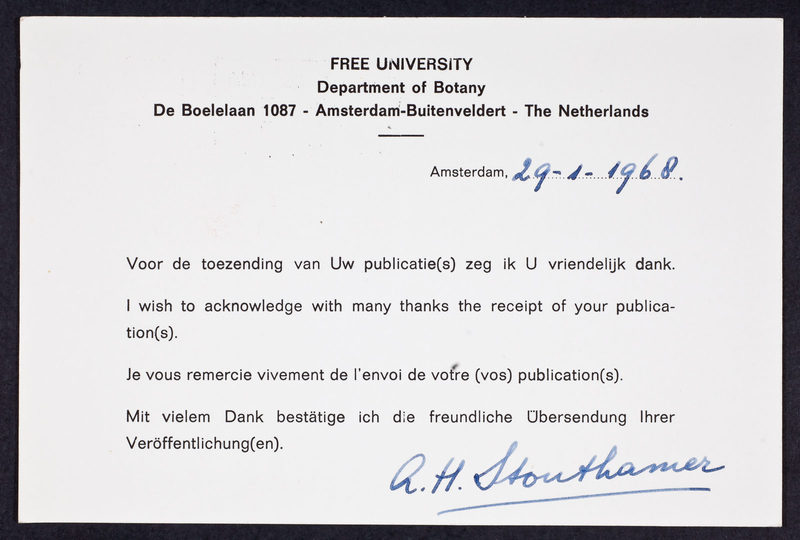 FREE UNIVERSITY
Department of Botany
De Boelelaan 1087 - Amsterdam-Buitenveldert - The Netherlands
Amsterdam, 29-1-1968.
Voor de toezending van Uw publicatie(s) zeg ik U vriendelijk dank.
I wish to acknowledge with many thanks the receipt of your publica-
tion(s).
Je vous remercie vivement de l'envoi de votre (vos) publication(s).
Mit vielem Dank bestätige ich die freundliche Übersendung Ihrer
Veröffentlichung(en).
A.H. Stouthamer